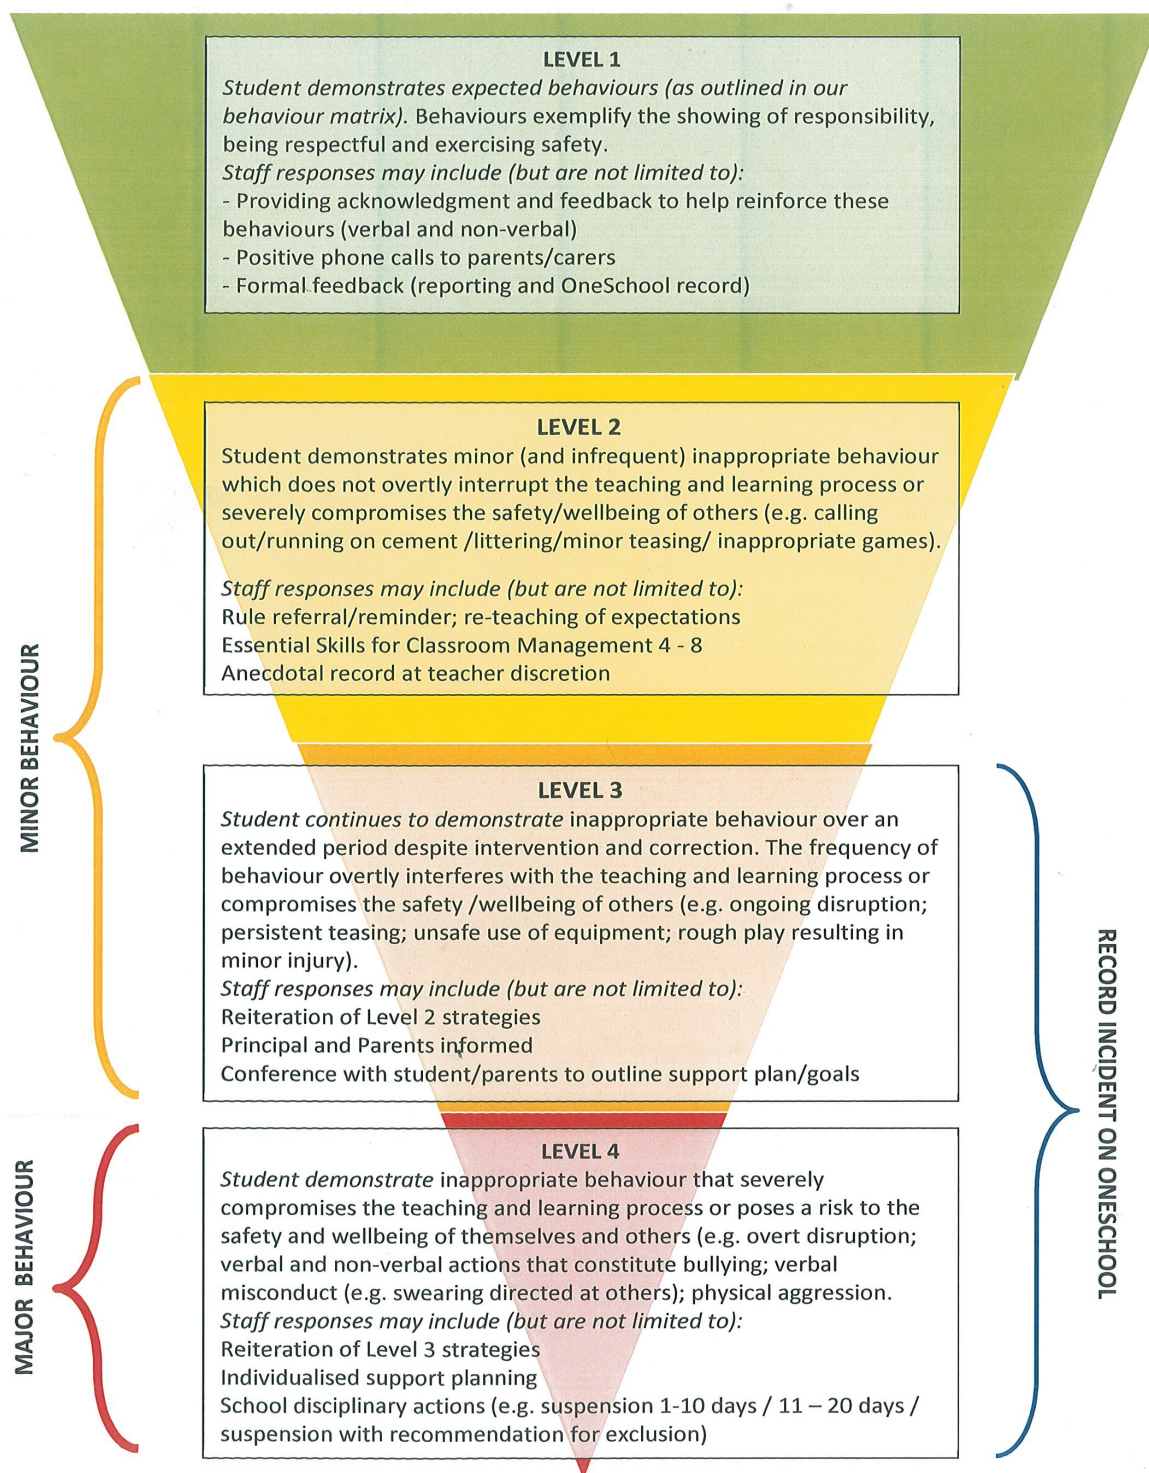 LEVEL 1
Student demonstrates expected behaviours (as outlined in our
behaviour matrix). Behaviours exemplify the showing of responsibility,
being respectful and exercising safety.
Staff responses may include (but are not limited to):
- Providing acknowledgment and feedback to help reinforce these
behaviours (verbal and non-verbal)
- Positive phone calls to parents/carers
- Formal feedback (reporting and OneSchool record)
MINOR BEHAVIOUR
LEVEL 2
Student demonstrates minor (and infrequent) inappropriate behaviour
which does not overtly interrupt the teaching and learning process or
severely compromises the safety/wellbeing of others (e.g. calling
out/running on cement /littering/minor teasing/ inappropriate games).
Staff responses may include (but are not limited to):
Rule referral/reminder; re-teaching of expectations
Essential Skills for Classroom Management 4 - 8
Anecdotal record at teacher discretion
LEVEL 3
Student continues to demonstrate inappropriate behaviour over an
extended period despite intervention and correction. The frequency of
behaviour overtly interferes with the teaching and learning process or
compromises the safety /wellbeing of others (e.g. ongoing disruption;
persistent teasing; unsafe use of equipment; rough play resulting in
minor injury).
Staff responses may include (but are not limited to):
Reiteration of Level 2 strategies
Principal and Parents informed
Conference with student/parents to outline support plan/goals
RECORD INCIDENT ON ONESCHOOL
MAJOR BEHAVIOUR
LEVEL 4
Student demonstrate inappropriate behaviour that severely
compromises the teaching and learning process or poses a risk to the
safety and wellbeing of themselves and others (e.g. overt disruption;
verbal and non-verbal actions that constitute bullying; verbal
misconduct (e.g. swearing directed at others); physical aggression.
Staff responses may include (but are not limited to):
Reiteration of Level 3 strategies
Individualised support planning
School disciplinary actions (e.g. suspension 1-10 days / 11 – 20 days /
suspension with recommendation for exclusion)